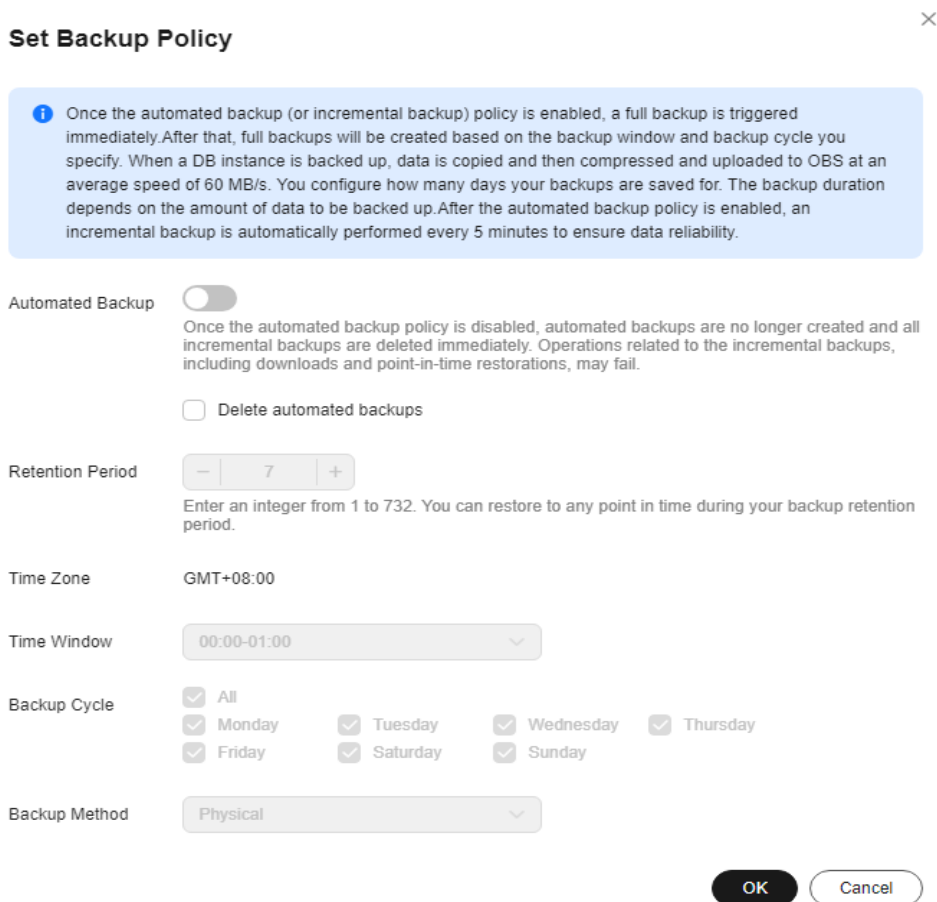 Set Backup Policy
Once the automated backup (or incremental backup) policy is enabled, a full backup is triggered
immediately.After that, full backups will be created based on the backup window and backup cycle you
specify. When a DB instance is backed up, data is copied and then compressed and uploaded to OBS at an
average speed of 60 MB/s. You configure how many days your backups are saved for. The backup duration
depends on the amount of data to be backed up.After the automated backup policy is enabled, an
incremental backup is automatically performed every 5 minutes to ensure data reliability.
Automated Backup
Once the automated backup policy is disabled, automated backups are no longer created and all
incremental backups are deleted immediately. Operations related to the incremental backups,
including downloads and point-in-time restorations, may fail.
Delete automated backups
Retention Period 7
Enter an integer from 1 to 732. You can restore to any point in time during your backup retention
period.
Time Zone GMT+08:00
Time Window 00:00-01:00
Backup Cycle All
Monday Tuesday Wednesday Thursday
Friday Saturday Sunday
Backup Method Physical
OK Cancel